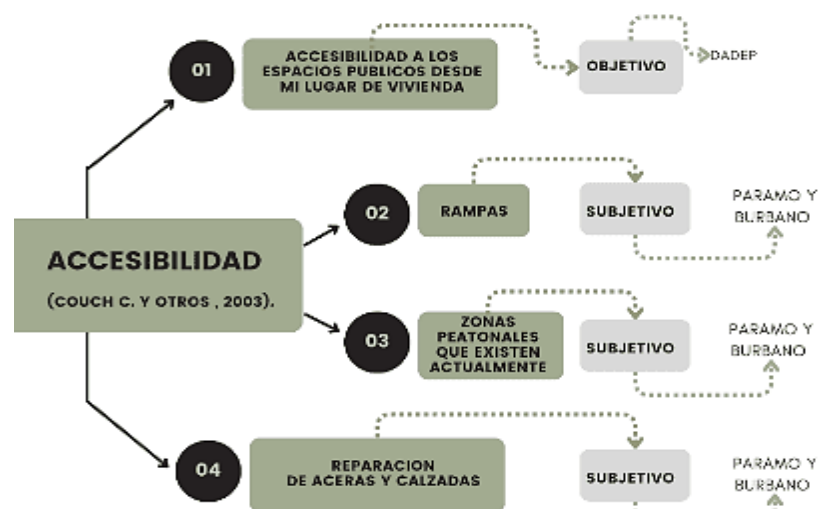 01
ACCESIBILIDAD A LOS
ESPACIOS PUBLICOS DESDE
MI LUGAR DE VIVIENDA
OBJETIVO
DADEP
02
RAMPAS
SUBJETIVO
PARAMO Y
BURBANO
ACCESIBILIDAD
(COUCH C. Y OTROS , 2003).
03
ZONAS
PEATONALES
QUE EXISTEN
ACTUALMENTE
SUBJETIVO
PARAMO Y
BURBANO
04
REPARACION
DE ACERAS Y CALZADAS
SUBJETIVO
PARAMO Y
BURBANO